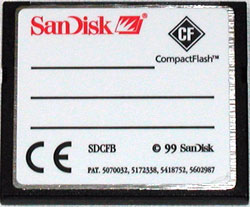 SanDisk
CF
CompactFlash™
CE
SDCFB © 99 SanDisk
PAT. 5070032, 5172338, 5418752, 5602987